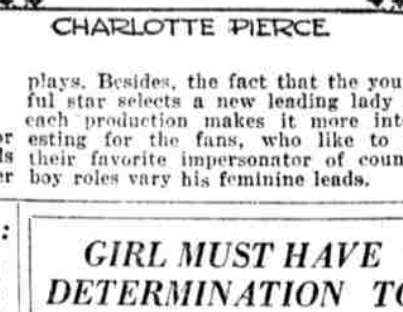 CHARLOTTE PIERCE
plays. Besides, the fact that the you
ful star selects a new leading lady
each production makes it more int
esting for the fans, who like to
their favorite impersonator of coun
boy roles vary his feminine leads.
GIRL MUST HAVE
DETERMINATION TO